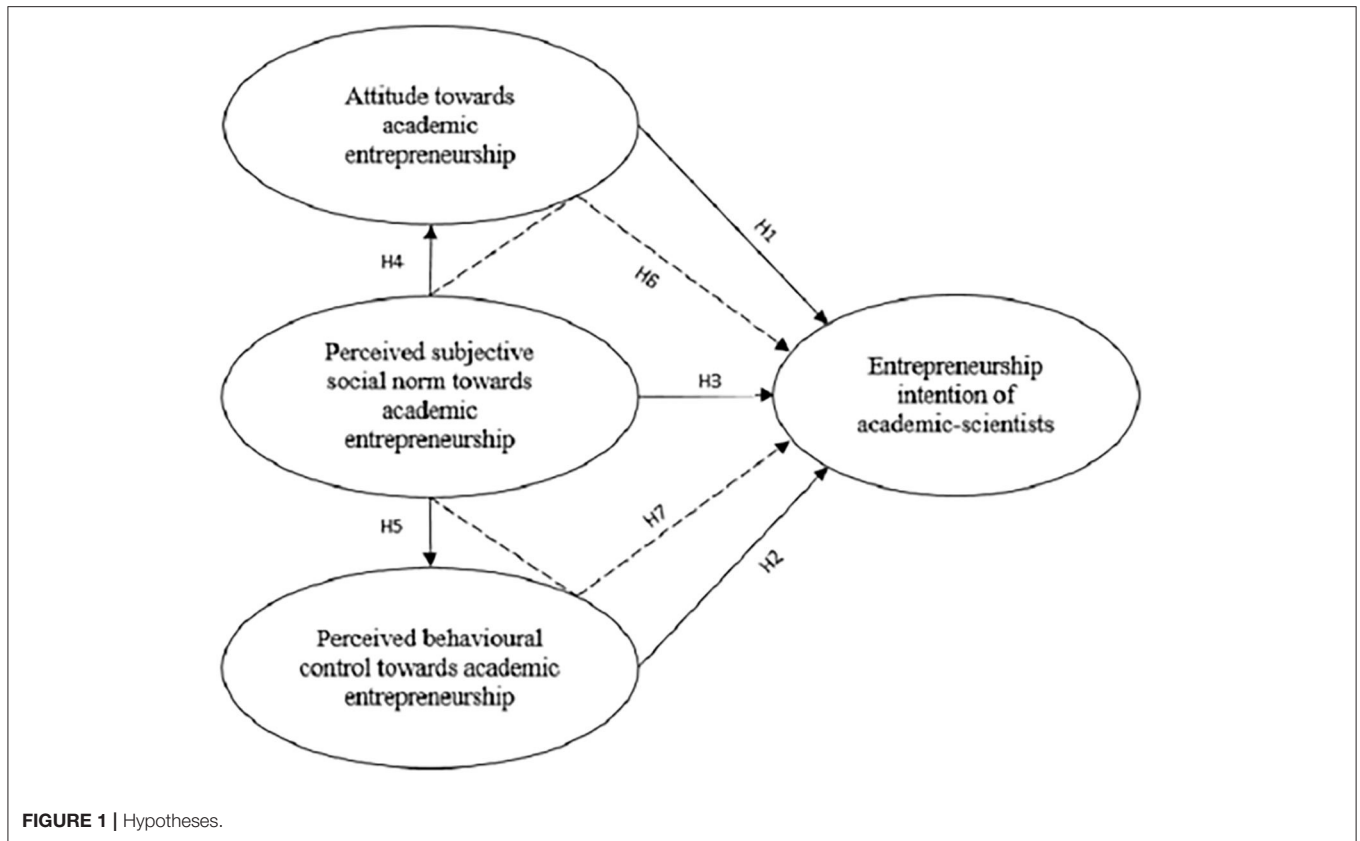 Attitude towards
academic
entrepreneurship
H1
H4
H6
Perceived subjective
social norm towards
academic
entrepreneurship
H3
Entrepreneurship
intention of
academic-scientists
H5
H7
H2
Perceived behavioural
control towards academic
entrepreneurship
FIGURE 1 | Hypotheses.